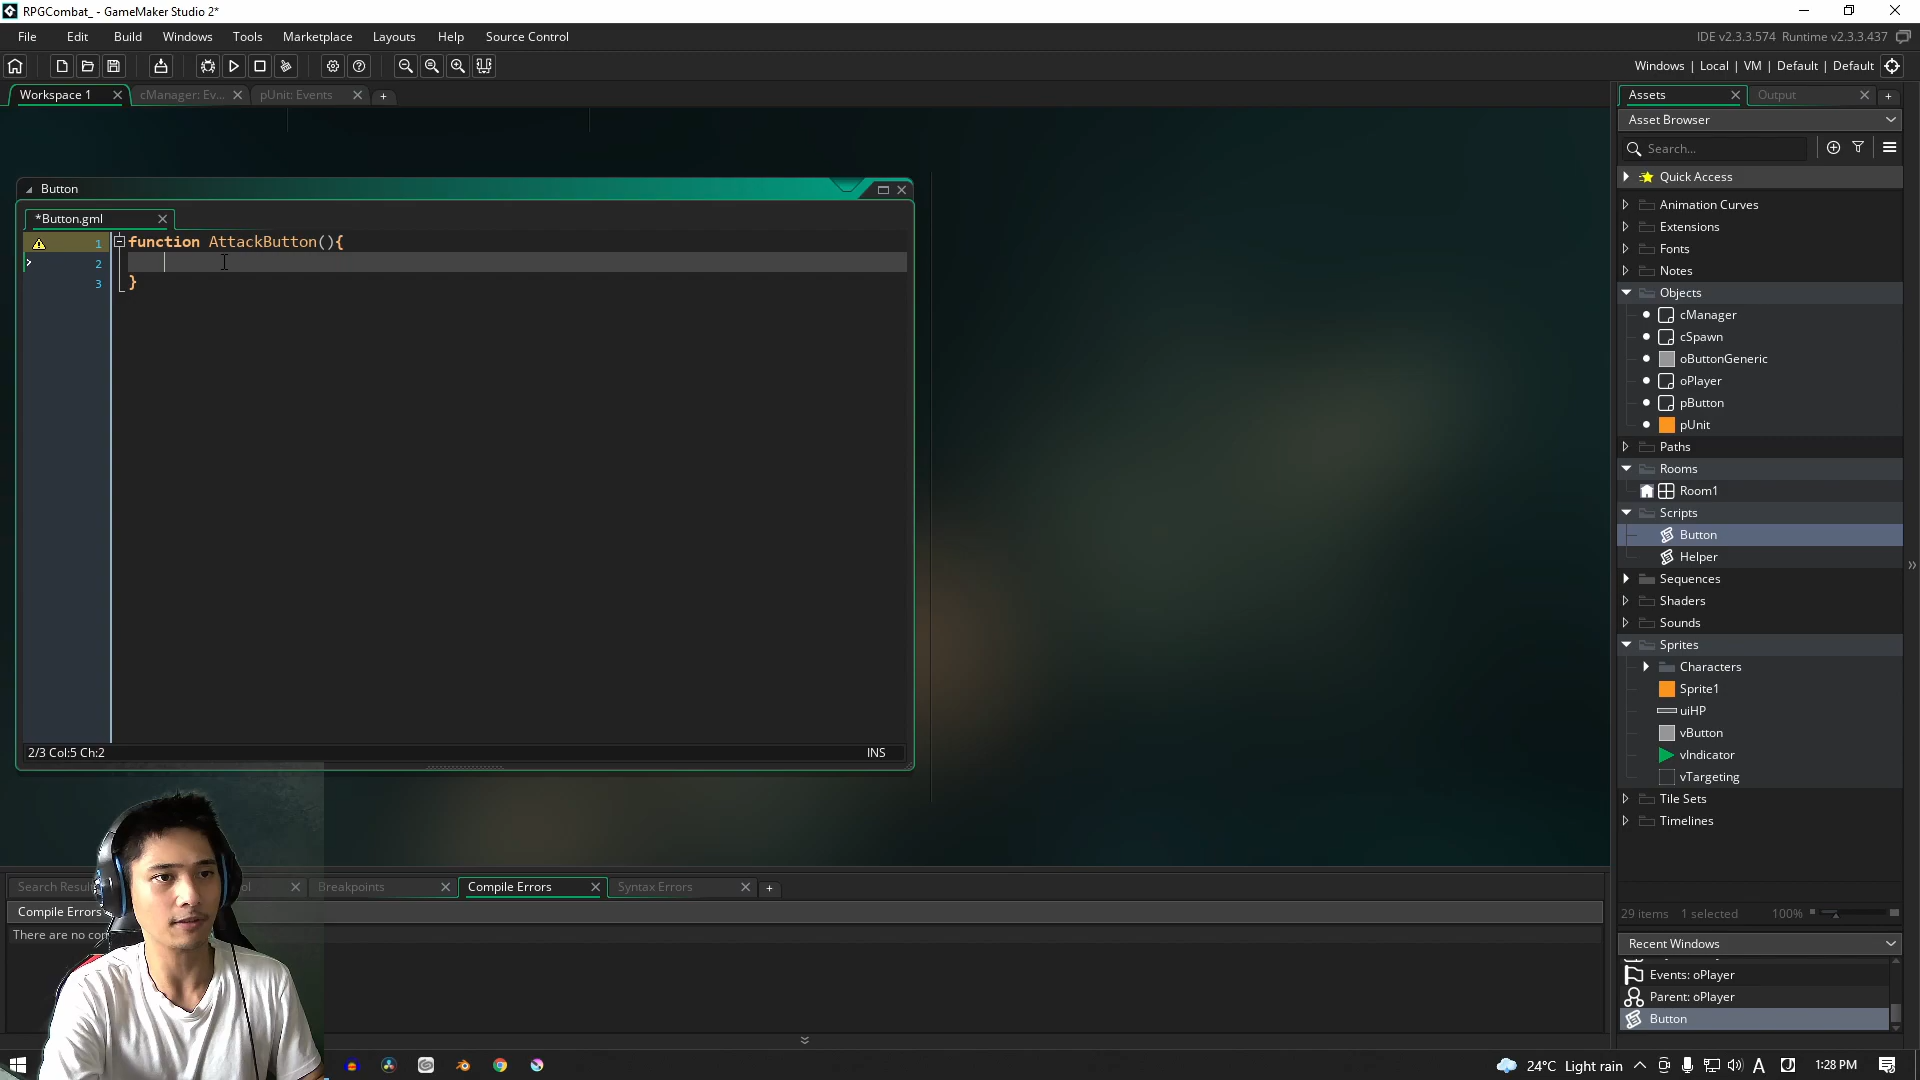 RPGCombat_ - GameMaker Studio 2*
File Edit Build Windows Tools Marketplace Layouts Help Source Control
IDE v2.3.3.574 Runtime v2.3.3.437
Windows | Local | VM | Default | Default
Workspace 1
cManager: Ev...
pUnit: Events
Assets
Output
Asset Browser
Search...
Quick Access
Animation Curves
Extensions
Fonts
Notes
Objects
cManager
cSpawn
oButtonGeneric
oPlayer
pButton
pUnit
Paths
Rooms
Room1
Scripts
Button
Helper
Sequences
Shaders
Sounds
Sprites
Characters
Sprite1
uiHP
vButton
vIndicator
vTargeting
Tile Sets
Timelines
29 items 1 selected 100%
Recent Windows
Events: oPlayer
Parent: oPlayer
Button
Button
*Button.gml
1 function AttackButton(){
2
3 }
2/3 Col:5 Ch:2
INS
Breakpoints
Compile Errors
Syntax Errors
Compile Errors
There are no
24°C Light rain
A
1:28 PM